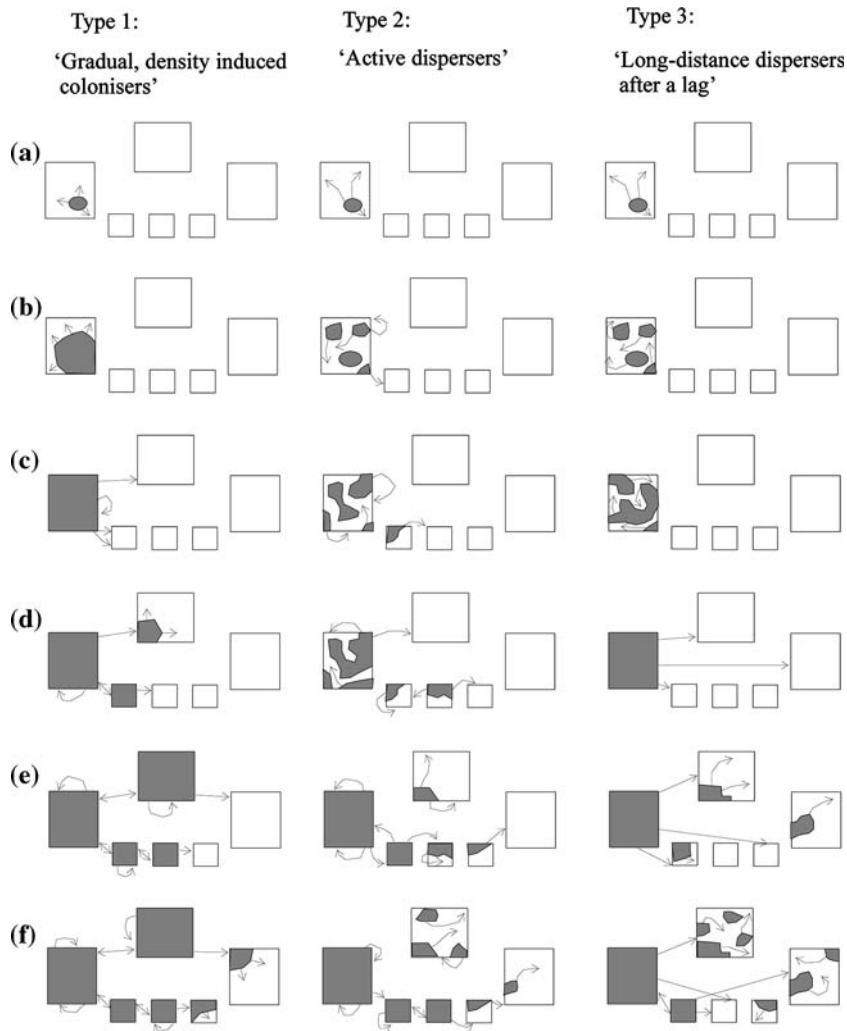 Type 1: Type 2: Type 3:
‘Gradual, density induced ‘Active dispersers’ ‘Long-distance dispersers
colonisers’ after a lag’
(a)
(b)
(c)
(d)
(e)
(f)